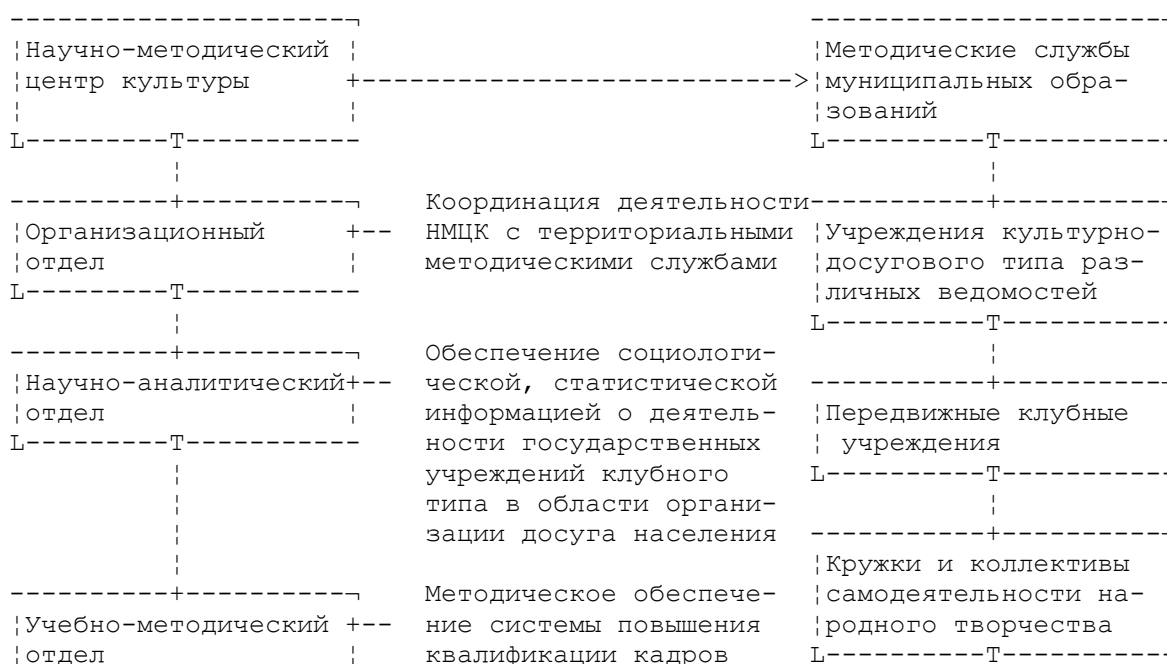 Научно-методический
центр культуры
Методические службы
муниципальных обра-
зований
Организационный
отдел
Координация деятельности
НМЦК с территориальными
методическими службами
Учреждения культурно-
досугового типа раз-
личных ведомостей
Научно-аналитический
отдел
Обеспечение социологи-
ческой, статистической
информацией о деятель-
ности государственных
учреждений клубного
типа в области органи-
зации досуга населения
Передвижные клубные
учреждения
Кружки и коллективы
самодеятельности на-
родного творчества
Учебно-методический
отдел
Методическое обеспече-
ние системы повышения
квалификации кадров